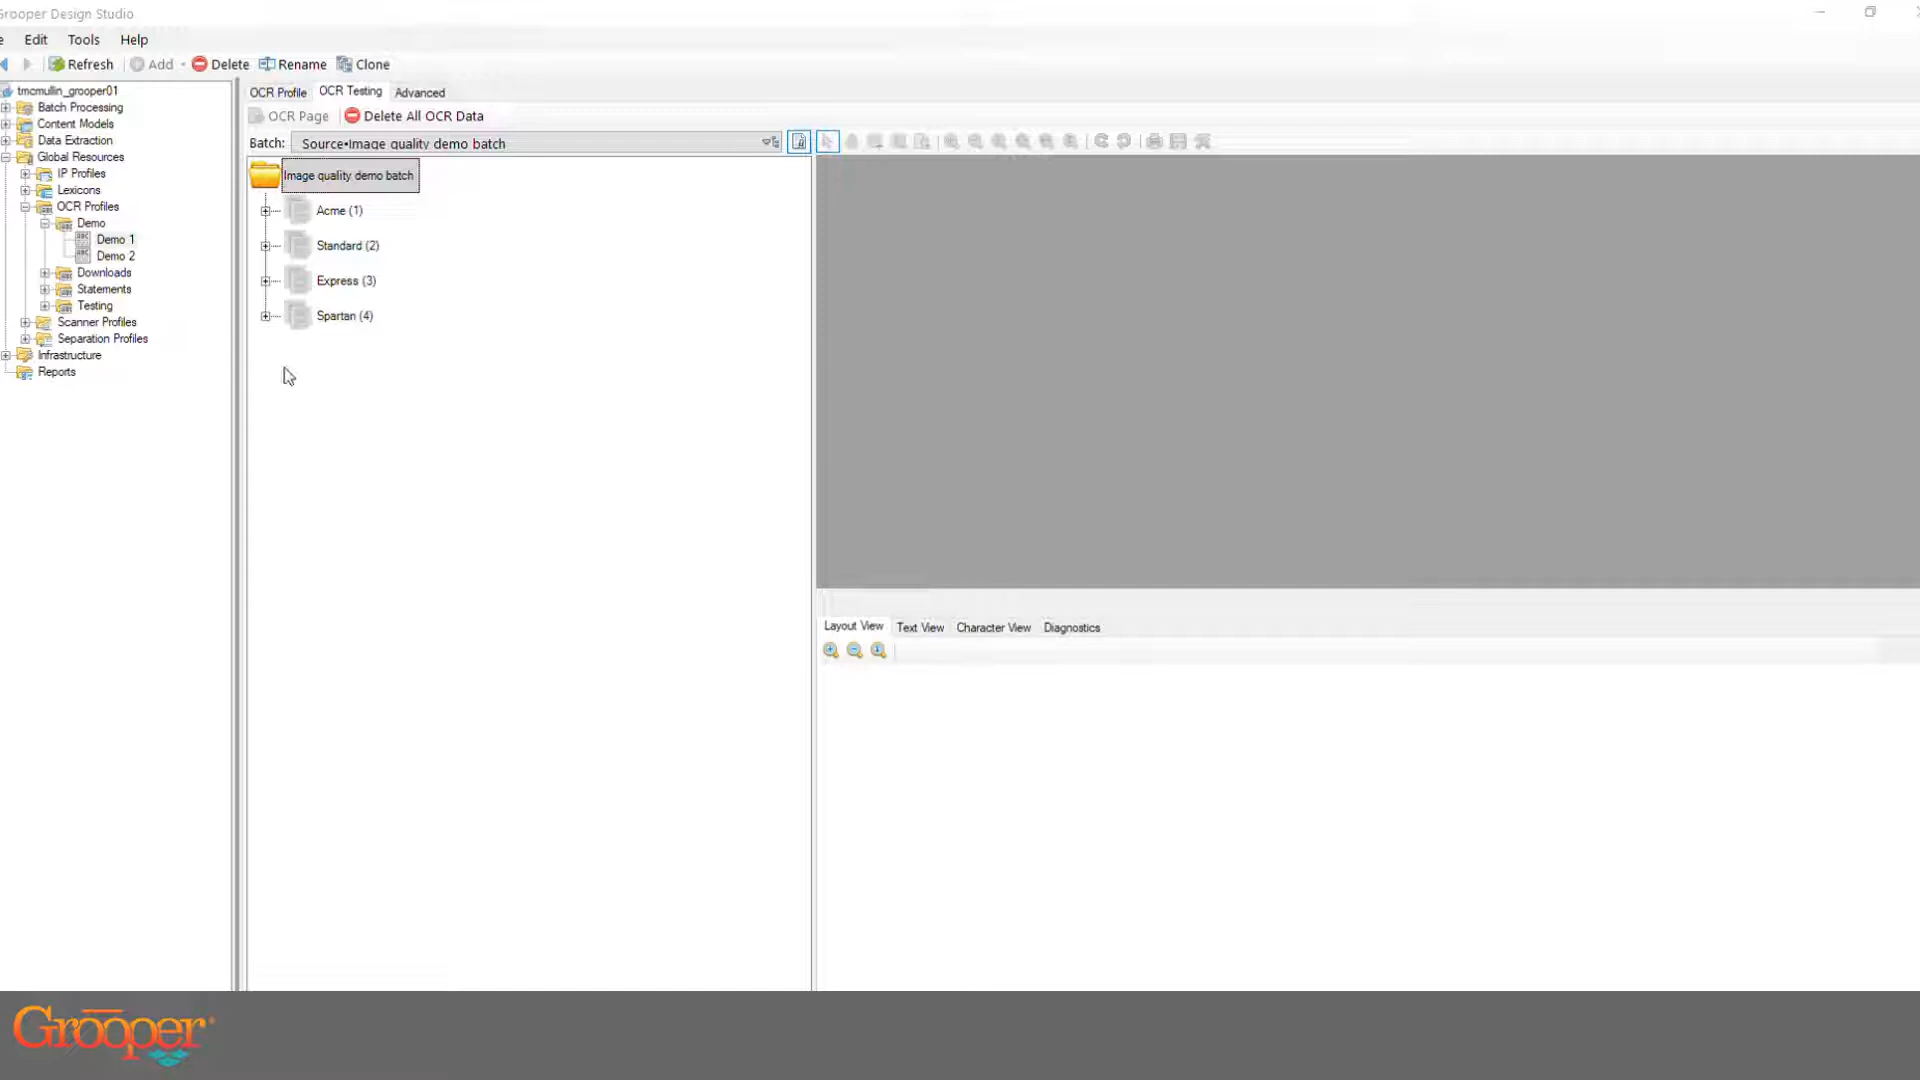 Grooper Design Studio
Edit Tools Help
Refresh Add Delete Rename Clone
tmcmullin_grooper01
Batch Processing
Content Models
Data Extraction
Global Resources
IP Profiles
Lexicons
OCR Profiles
Demo
Demo 1
Demo 2
Downloads
Statements
Testing
Scanner Profiles
Separation Profiles
Infrastructure
Reports
OCR Profile OCR Testing Advanced
OCR Page Delete All OCR Data
Batch: Source•Image quality demo batch
Image quality demo batch
Acme (1)
Standard (2)
Express (3)
Spartan (4)
Layout View Text View Character View Diagnostics
Grooper